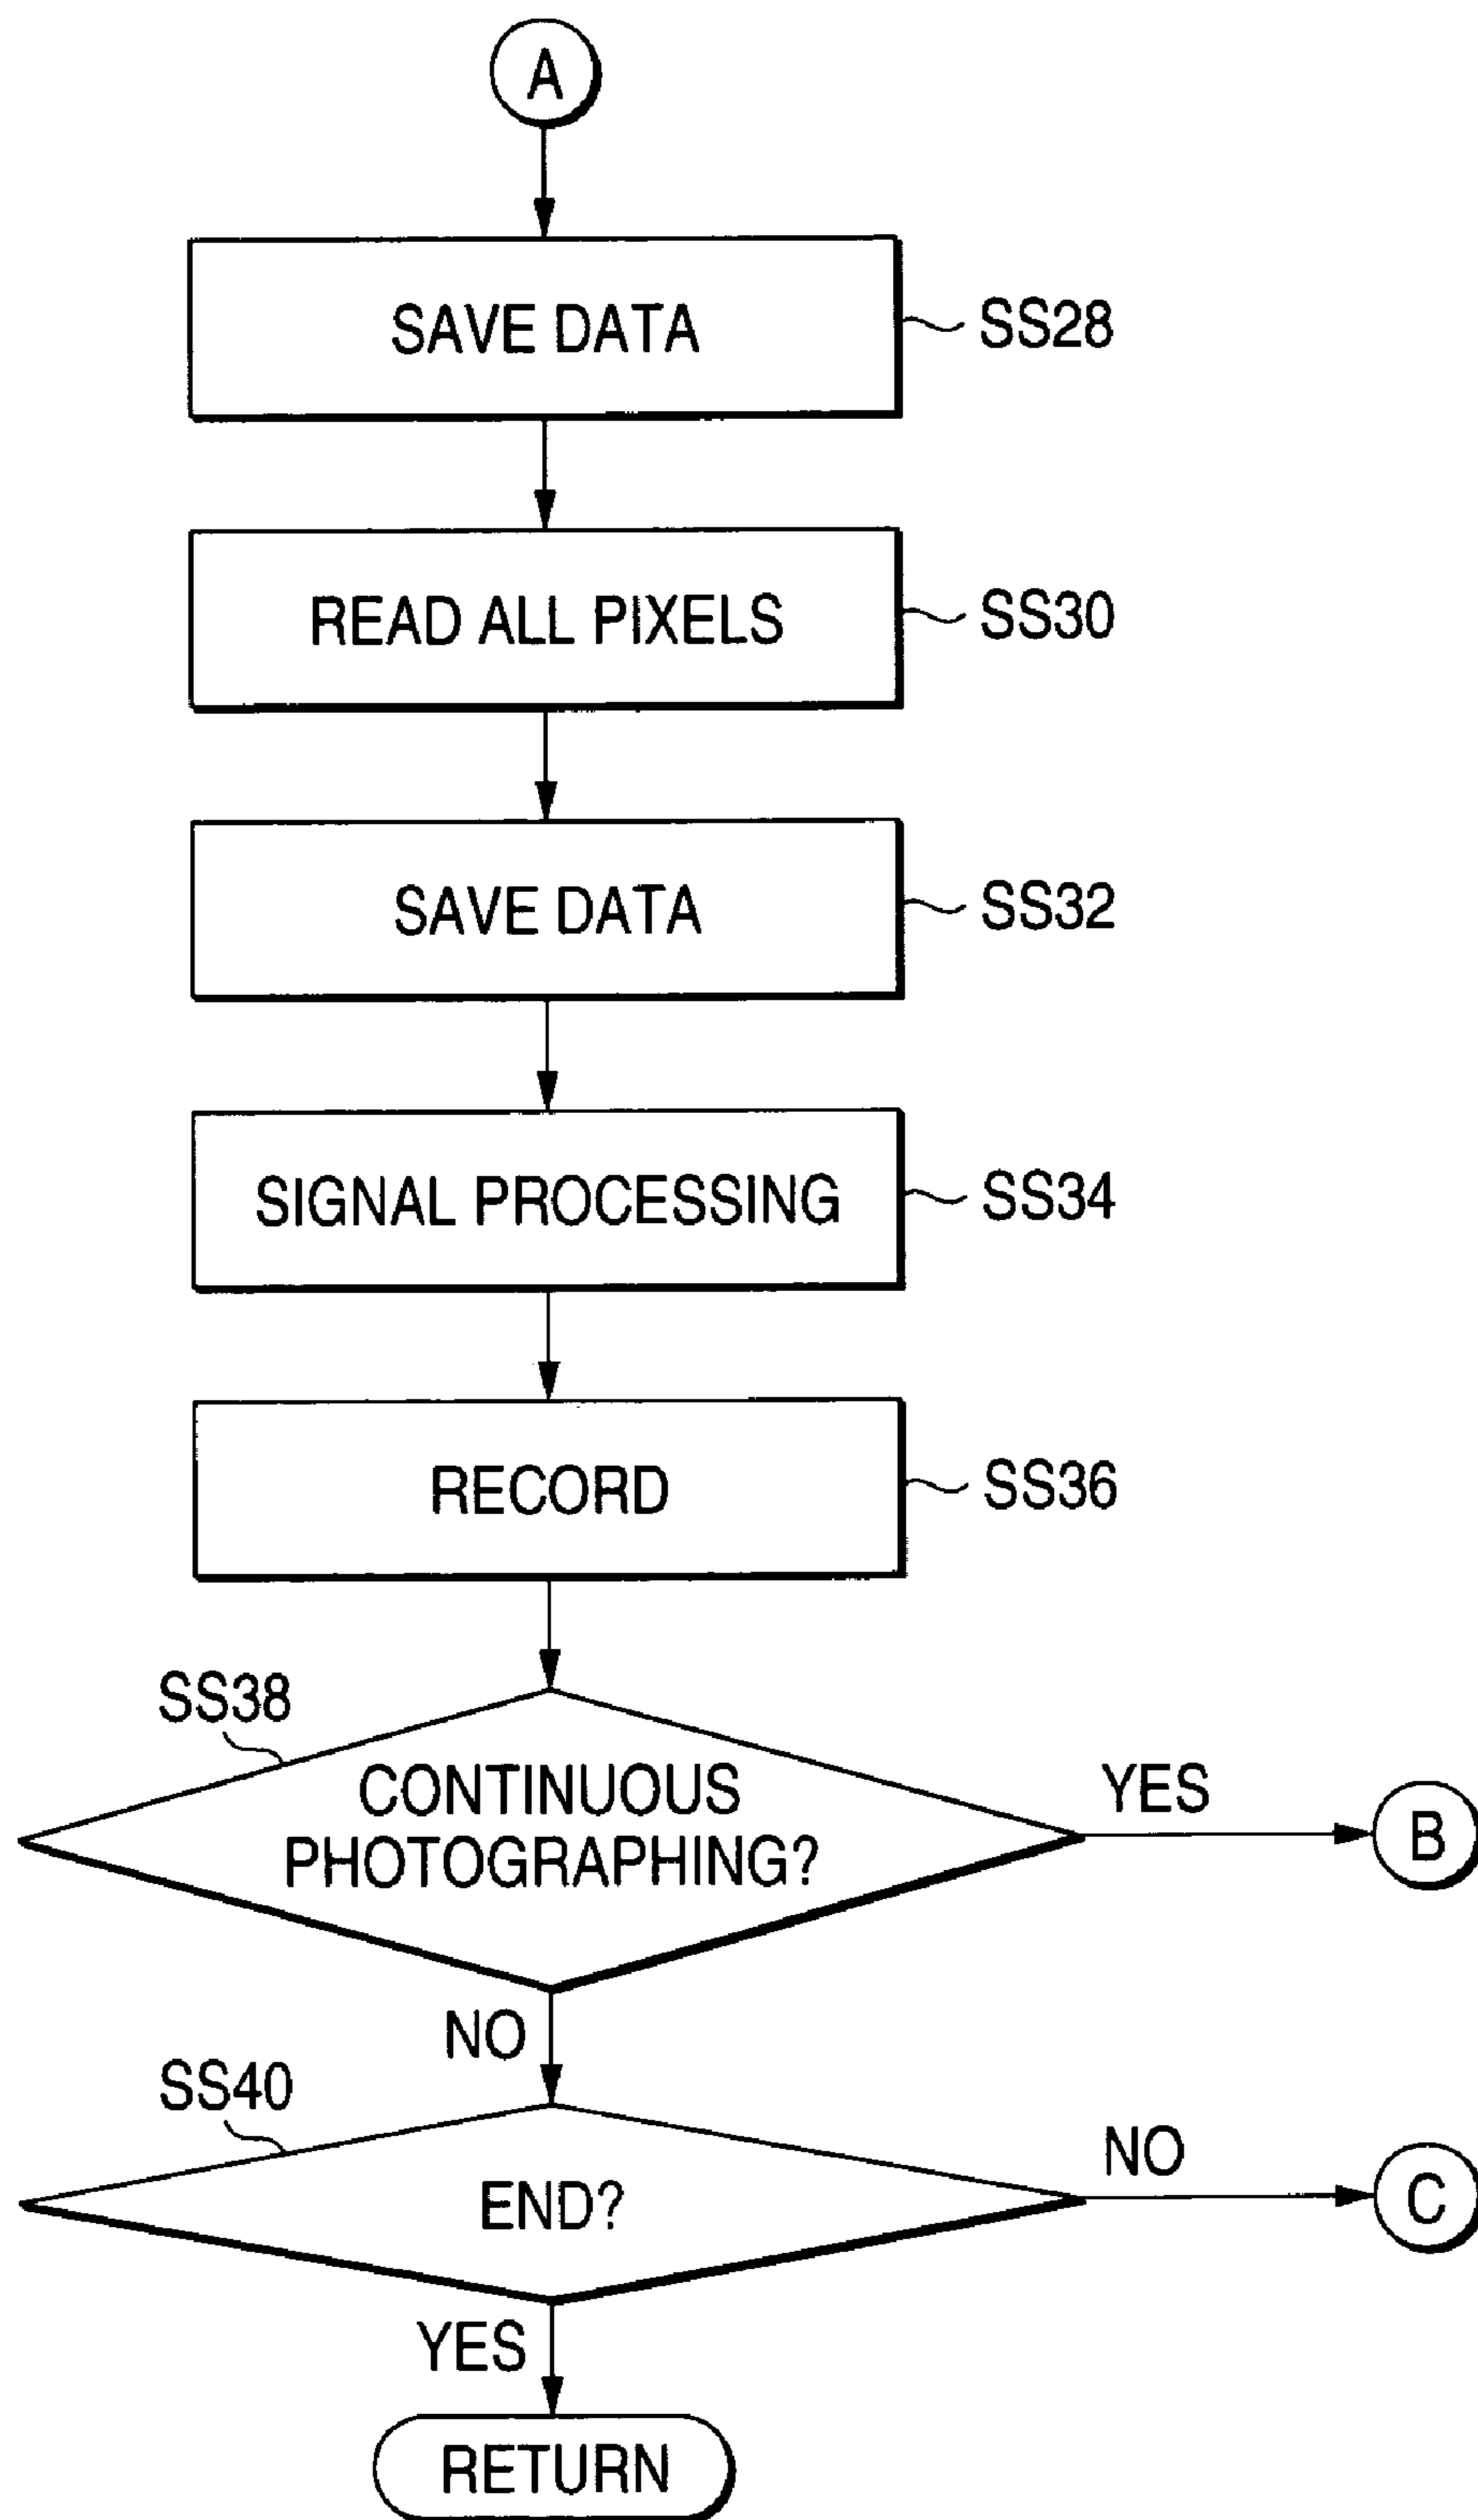 A
SAVE DATA
SS28
READ ALL PIXELS
SS30
SAVE DATA
SS32
SIGNAL PROCESSING
SS34
RECORD
SS36
SS38
CONTINUOUS
PHOTOGRAPHING?
YES
B
NO
SS40
END?
NO
C
YES
RETURN